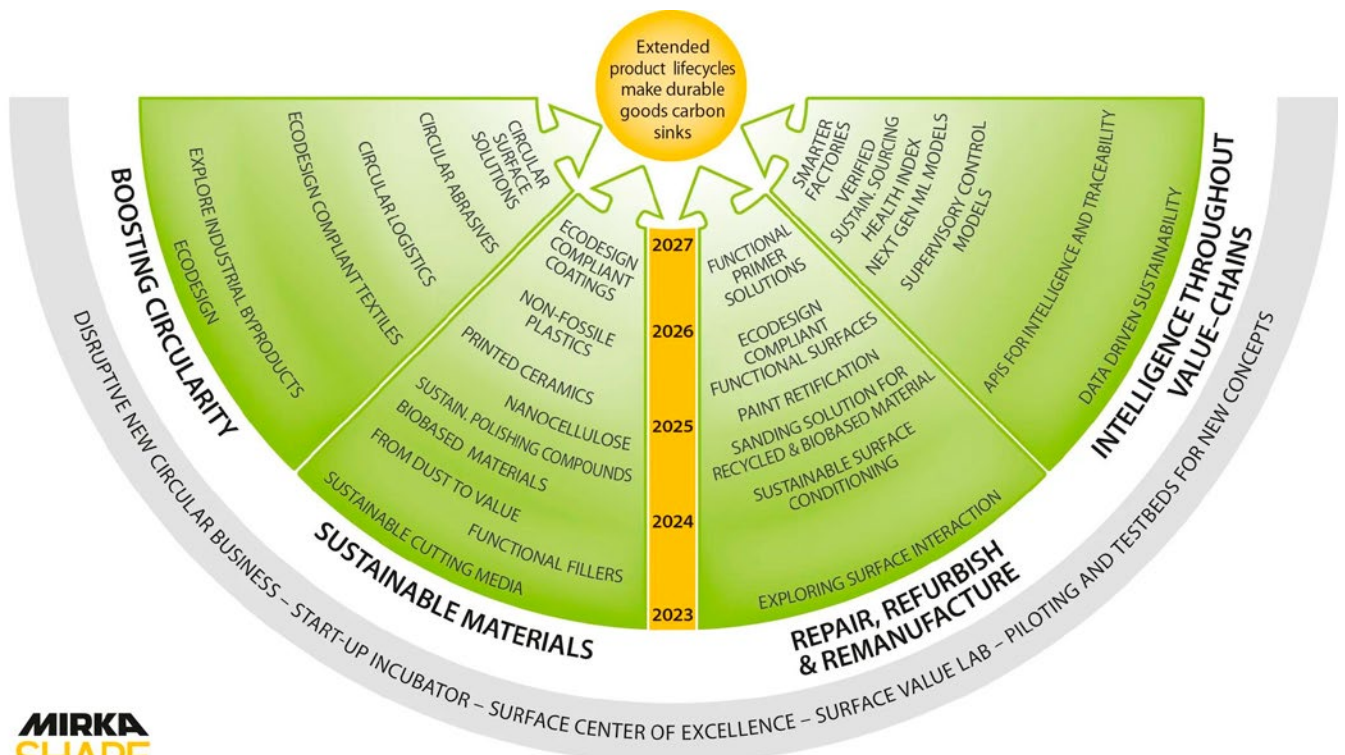 Extended
product lifecycles
make durable
goods carbon
sinks
BOOSTING CIRCULARITY
ECODESIGN
EXPLORE INDUSTRIAL BYPRODUCTS
ECODESIGN COMPLIANT TEXTILES
CIRCULAR LOGISTICS
CIRCULAR ABRASIVES
CIRCULAR
SURFACE
SOLUTIONS
SUSTAINABLE MATERIALS
ECODESIGN
COMPLIANT
COATINGS
NON-FOSSILE
PLASTICS
PRINTED CERAMICS
NANOCELLULOSE
SUSTAIN. POLISHING COMPOUNDS
BIOBASED MATERIALS
FROM DUST TO VALUE
FUNCTIONAL FILLERS
SUSTAINABLE CUTTING MEDIA
2027
2026
2025
2024
2023
FUNCTIONAL
PRIMER
SOLUTIONS
ECODESIGN
COMPLIANT
FUNCTIONAL SURFACES
PAINT RETIFICATION
SANDING SOLUTION FOR
RECYCLED & BIOBASED MATERIAL
SUSTAINABLE SURFACE
CONDITIONING
EXPLORING SURFACE INTERACTION
REPAIR, REFURBISH
& REMANUFACTURE
SMARTER
FACTORIES
VERIFIED
SUSTAIN SOURCING
HEALTH INDEX
NEXT GEN ML MODELS
SUPERVISORY CONTROL
MODELS
APIS FOR INTELLIGENCE AND TRACEABILITY
DATA DRIVEN SUSTAINABILITY
INTELLIGENCE THROUGHOUT
VALUE-CHAINS
DISRUPTIVE NEW CIRCULAR BUSINESS – START-UP INCUBATOR – SURFACE CENTER OF EXCELLENCE – SURFACE VALUE LAB – PILOTING AND TESTBEDS FOR NEW CONCEPTS
MIRKA
SHAPE